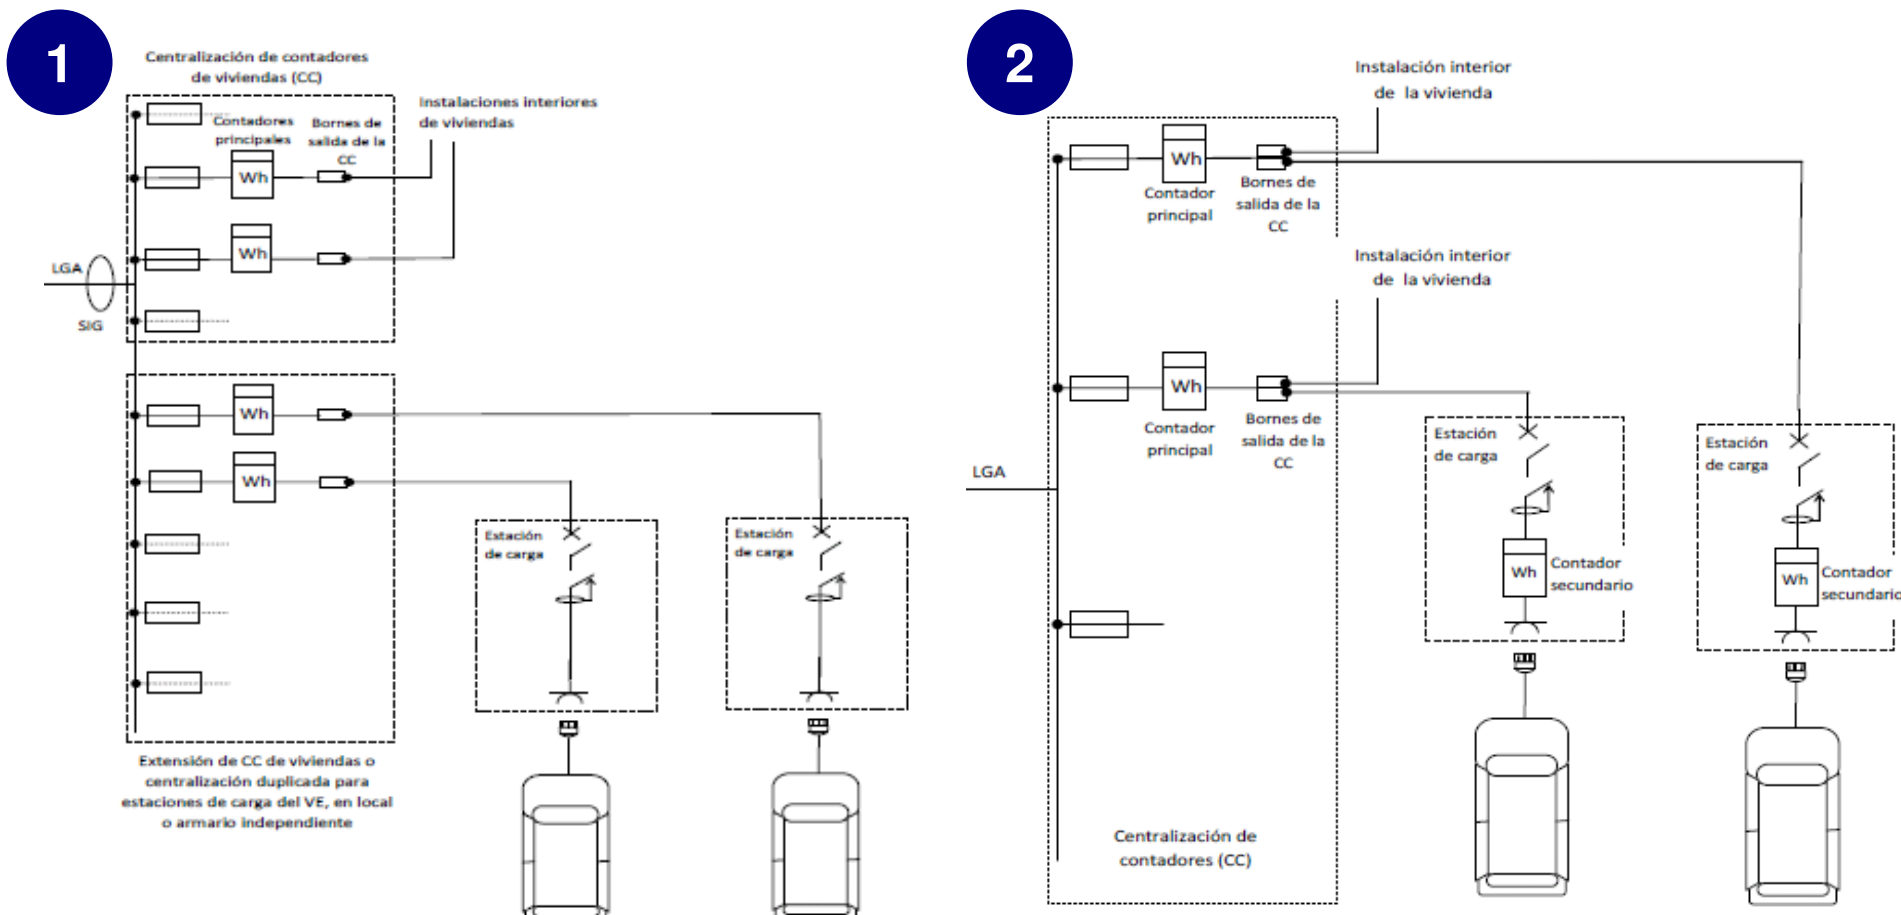 1
Centralización de contadores
de viviendas (CC)
Contadores
principales
Bornes de
salida de la
CC
Instalaciones interiores
de viviendas
Wh
Wh
LGA
SIG
Wh
Wh
Estación
de carga
Estación
de carga
Extensión de CC de viviendas o
centralización duplicada para
estaciones de carga del VE, en local
o armario independiente
2
Instalación interior
de la vivienda
Wh
Contador
principal
Bornes de
salida de la
CC
Instalación interior
de la vivienda
Wh
Contador
principal
Bornes de
salida de la
CC
LGA
Estación
de carga
Wh
Contador
secundario
Estación
de carga
Wh
Contador
secundario
Centralización de
contadores (CC)